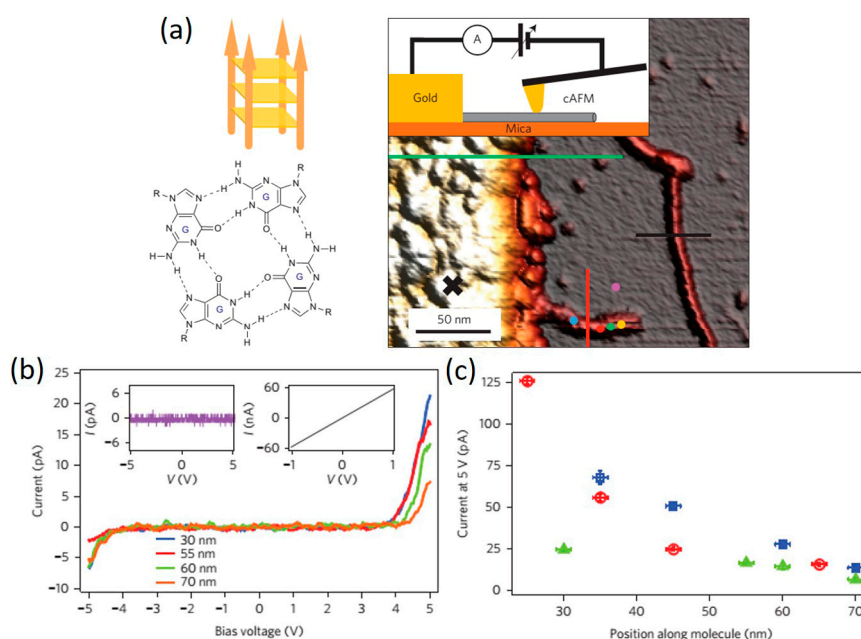 (a)
A
Gold
cAFM
Mica
50 nm
R
N
H
N
H
N
N
N
G
N
H
O
N
R
N
G
N
N
H
O
H
N
H
N
H
H
N
H
O
O
N
G
N
N
N
H
N
G
N
N
H
N
H
N
R
R
(b)
25
20
15
10
5
0
−5
−10
Current (pA)
6
0
−6
I (pA)
−5
0
5
V (V)
60
0
−60
I (nA)
−1
0
1
V (V)
30 nm
55 nm
60 nm
70 nm
−5
−4
−3
−2
−1
0
1
2
3
4
5
Bias voltage (V)
(c)
125
100
75
50
25
0
Current at 5 V (pA)
30
40
50
60
70
Position along molecule (nm)